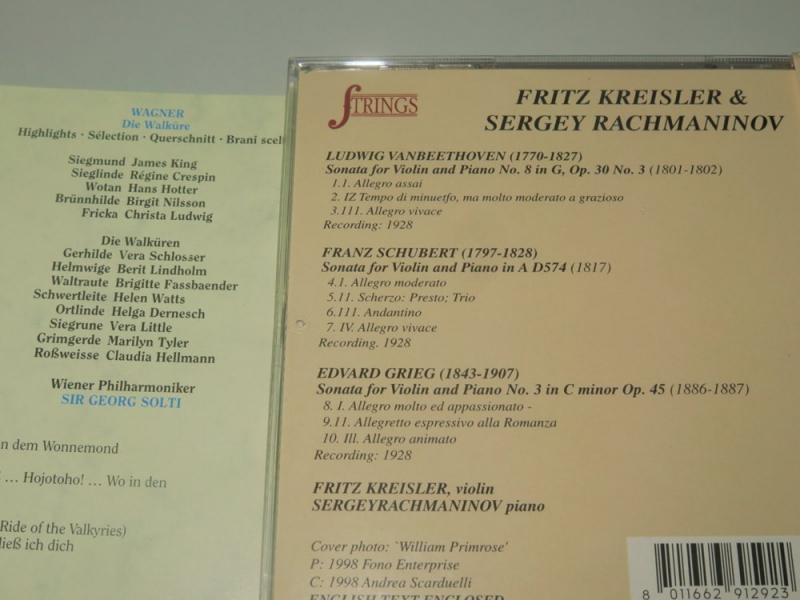 WAGNER
Die Walküre
Highlights · Sélection · Querschnitt · Brani scelt
Siegmund James King
Sieglinde Régine Crespin
Wotan Hans Hotter
Brünnhilde Birgit Nilsson
Fricka Christa Ludwig
Die Walküren
Gerhilde Vera Schlosser
Helmwige Berit Lindholm
Waltraute Brigitte Fassbaender
Schwertleite Helen Watts
Ortlinde Helga Dernesch
Siegrune Vera Little
Grimgerde Marilyn Tyler
Roßweisse Claudia Hellmann
Wiener Philharmoniker
SIR GEORG SOLTI
n dem Wonnemond
! … Hojotoho! … Wo in den
Ride of the Valkyries)
ließ ich dich
STRINGS
FRITZ KREISLER &
SERGEY RACHMANINOV
LUDWIG VANBEETHOVEN (1770-1827)
Sonata for Violin and Piano No. 8 in G, Op. 30 No. 3 (1801-1802)
1.1. Allegro assai
2. IZ Tempo di minuetfo, ma molto moderato a grazioso
3.111. Allegro vivace
Recording: 1928
FRANZ SCHUBERT (1797-1828)
Sonata for Violin and Piano in A D574 (1817)
4.1. Allegro moderato
5.11. Scherzo: Presto; Trio
6.111. Andantino
7. IV. Allegro vivace
Recording. 1928
EDVARD GRIEG (1843-1907)
Sonata for Violin and Piano No. 3 in C minor Op. 45 (1886-1887)
8. I. Allegro molto ed appassionato -
9.11. Allegretto espressivo alla Romanza
10. Ill. Allegro animato
Recording: 1928
FRITZ KREISLER, violin
SERGEYRACHMANINOV piano
Cover photo: `William Primrose'
P: 1998 Fono Enterprise
C: 1998 Andrea Scarduelli
ENGLISH TEXT ENCLOSED
8 011662 912923